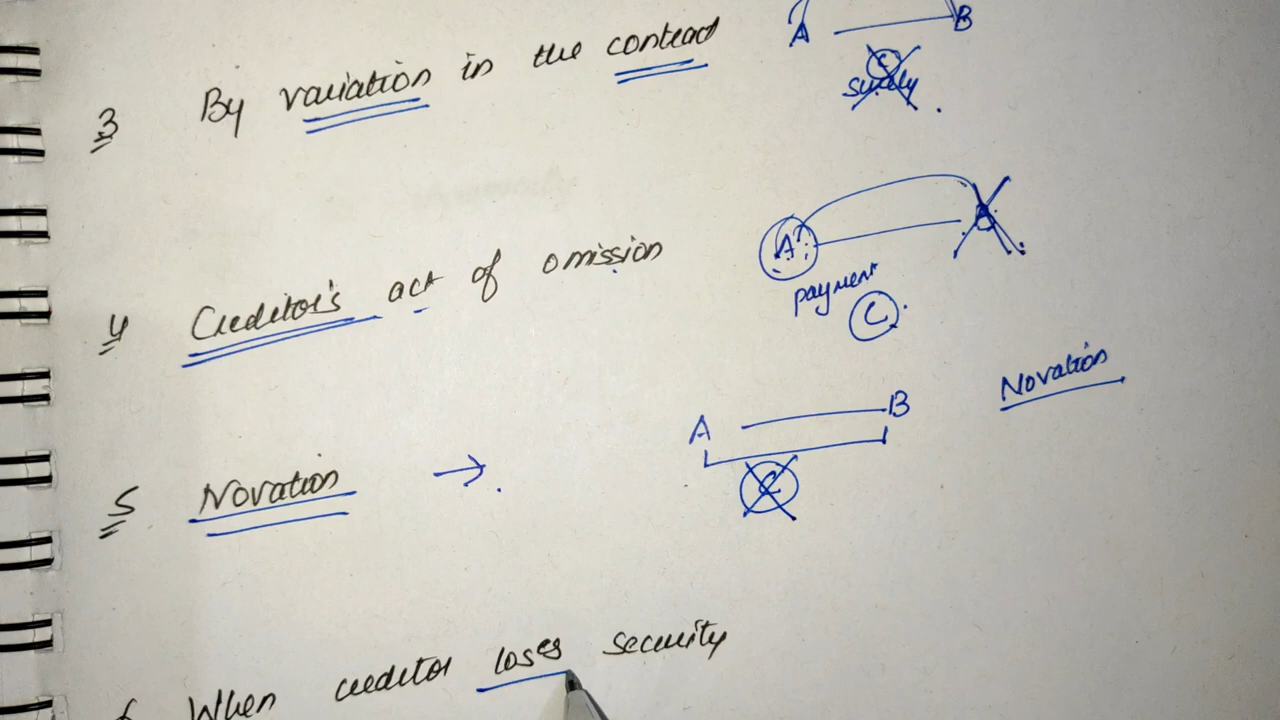 3 By variation in the contract
A B
C
surety
4 Creditor's act of omission
A
payment
C
Novation
5 Novation →
A B
C
6 When creditor loses security